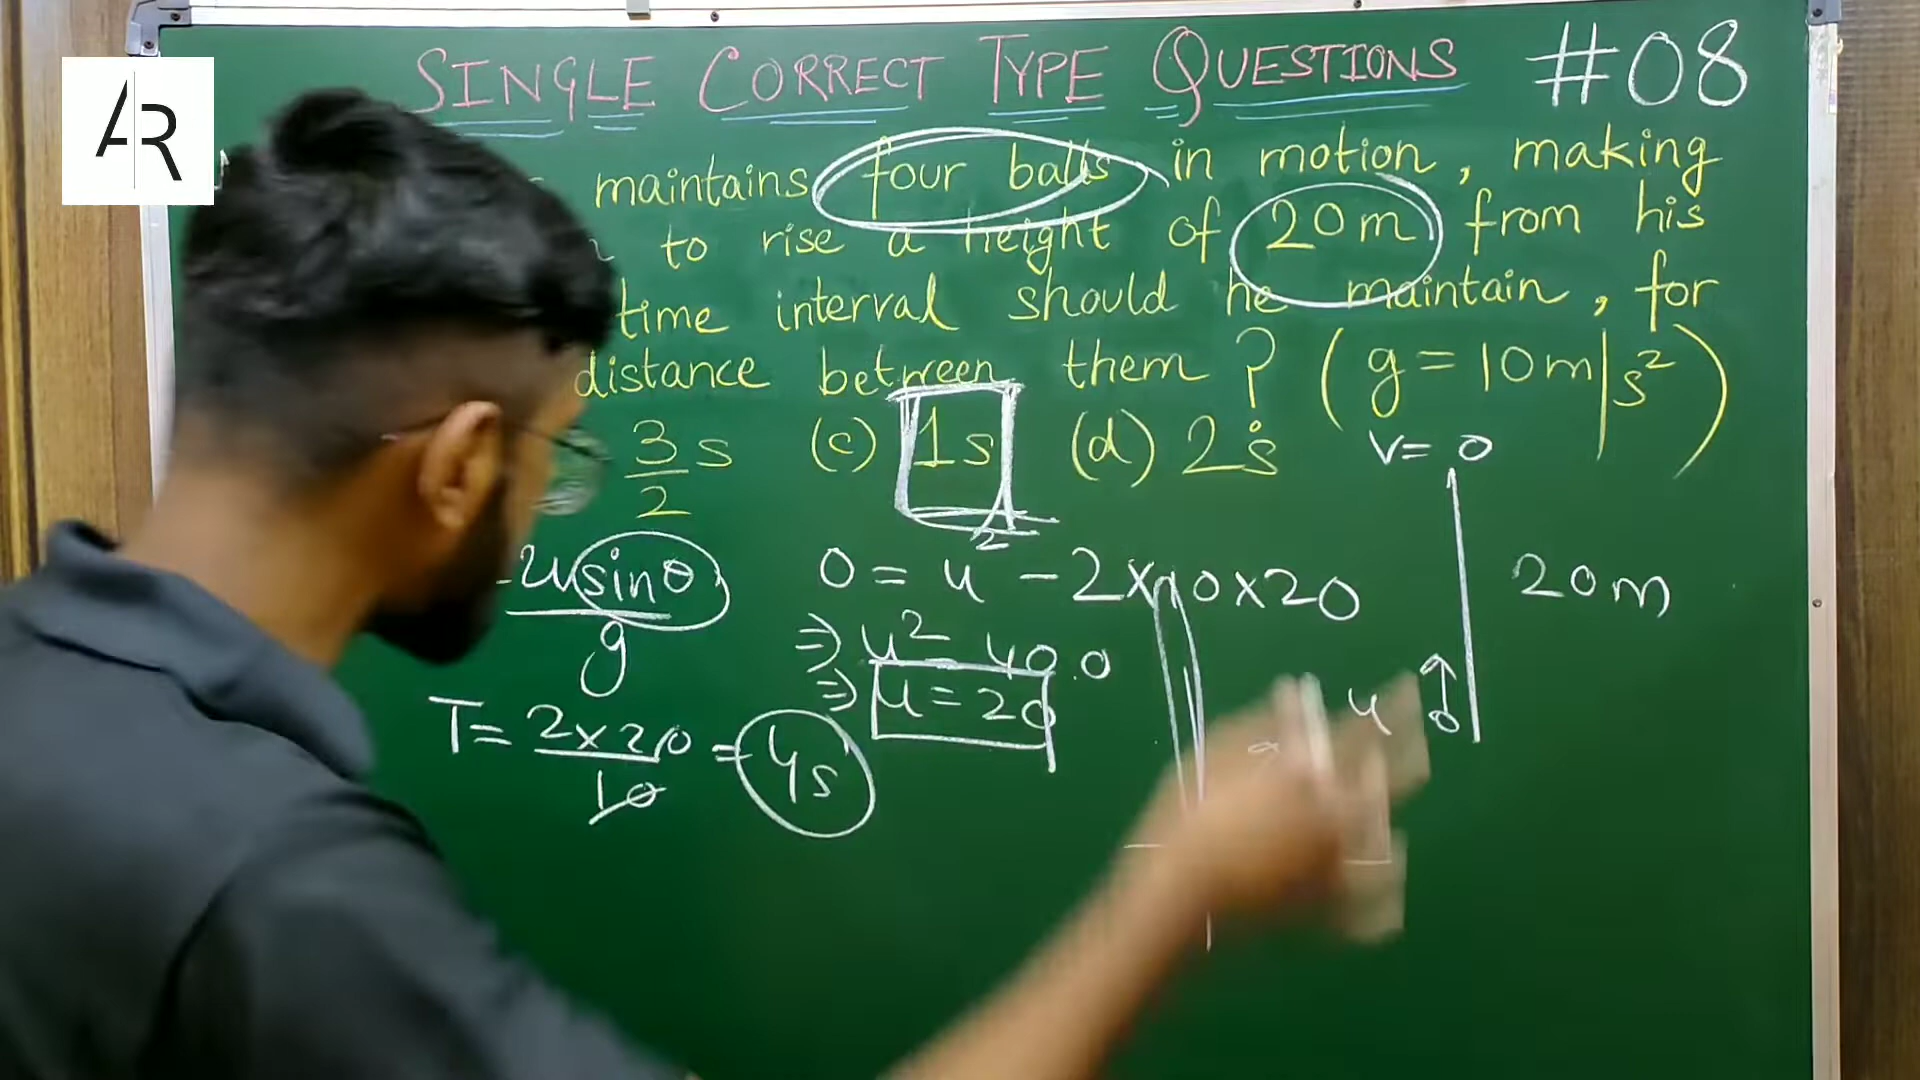 AR
SINGLE CORRECT TYPE QUESTIONS #08
maintains four balls in motion, making
to rise a height of 20m from his
time interval should he maintain, for
distance between them? (g = 10m/s²)
3/2 s (c) 1s (d) 2s
v = 0
2u sinθ/g
0 = u² - 2×10×20
20m
⇒ u² = 400
⇒ u = 20
u
T = 2×20/10 = 4s